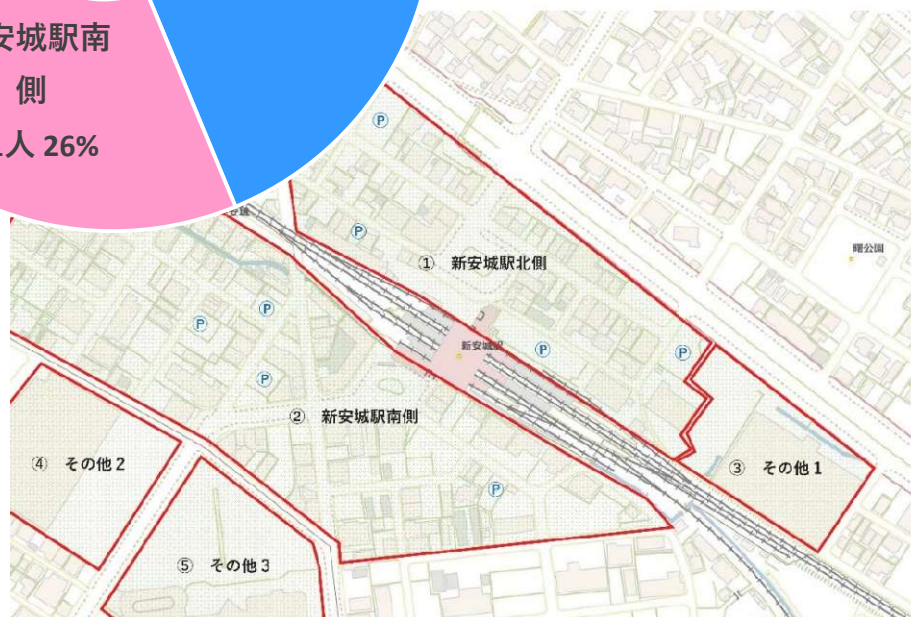 安城駅南
側
人 26%
P
P
① 新安城駅北側
曙公園
P
P
新安城駅
P
P
P
② 新安城駅南側
④ その他 2
③ その他 1
P
⑤ その他 3